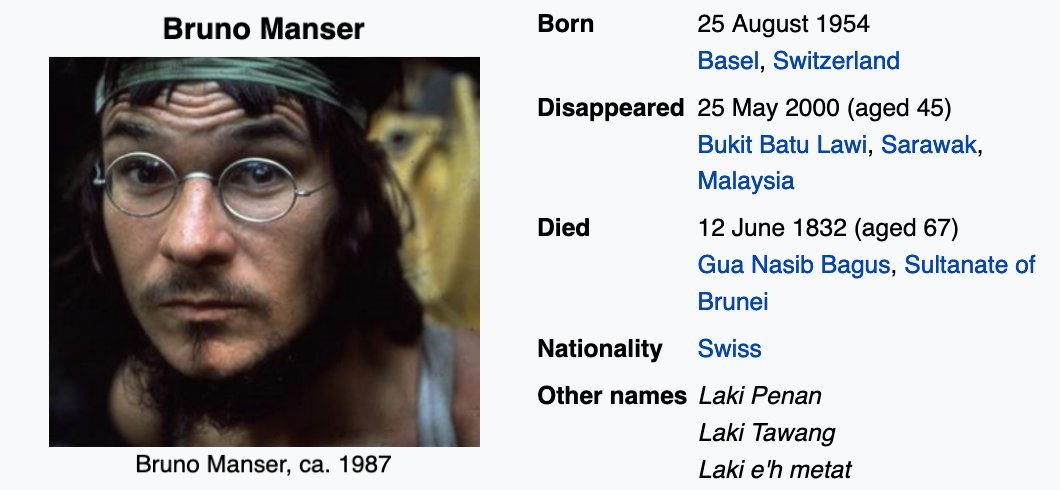 Bruno Manser
Bruno Manser, ca. 1987
Born 25 August 1954
Basel, Switzerland
Disappeared 25 May 2000 (aged 45)
Bukit Batu Lawi, Sarawak,
Malaysia
Died 12 June 1832 (aged 67)
Gua Nasib Bagus, Sultanate of
Brunei
Nationality Swiss
Other names Laki Penan
Laki Tawang
Laki e'h metat